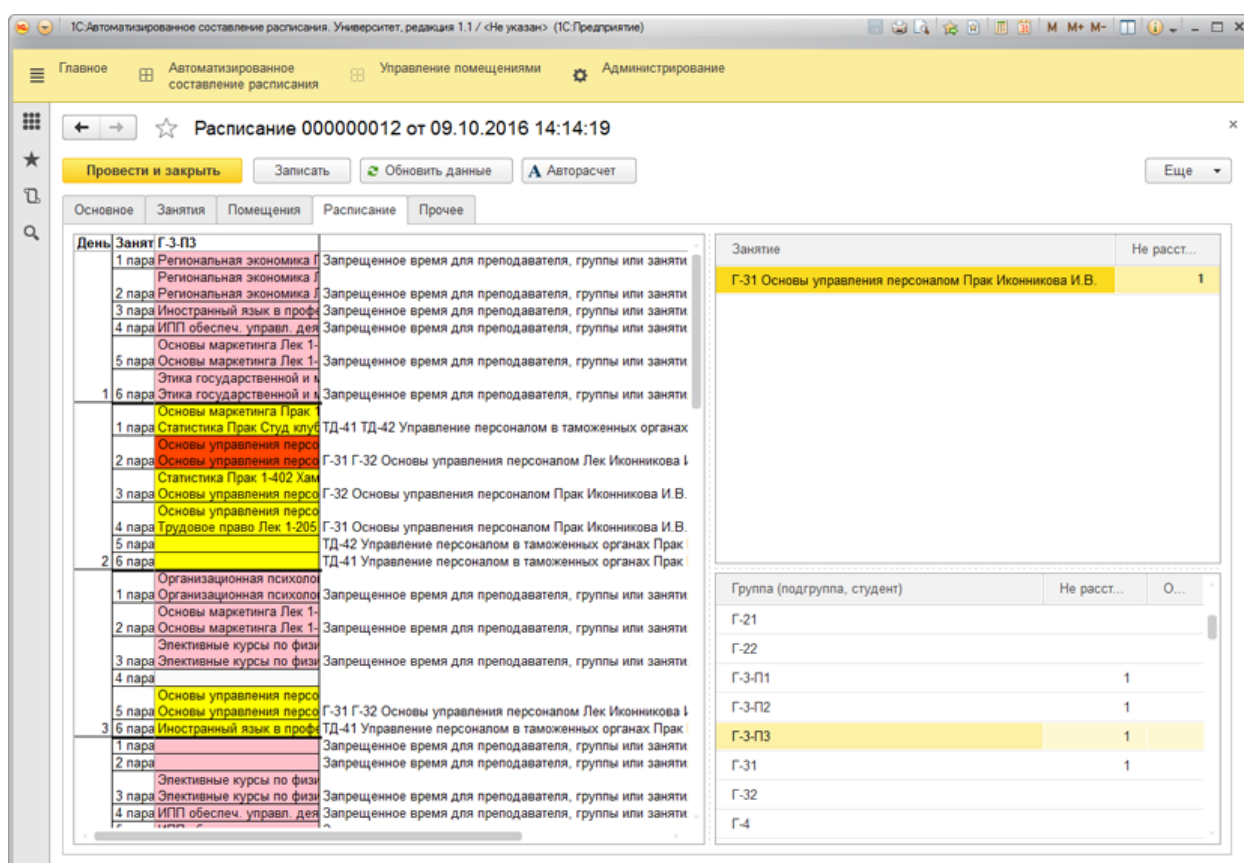 1С:Автоматизированное составление расписания. Университет, редакция 1.1 / <Не указан> (1С:Предприятие)
M M+ M-
Главное
Автоматизированное составление расписания
Управление помещениями
Администрирование
Расписание 000000012 от 09.10.2016 14:14:19
Провести и закрыть
Записать
Обновить данные
Авторасчет
Еще
Основное Занятия Помещения Расписание Прочее
День Занят Г-3-П3
1 пара Региональная экономика Запрещенное время для преподавателя, группы или заняти
Региональная экономика
2 пара Региональная экономика Запрещенное время для преподавателя, группы или заняти
3 пара Иностранный язык в профе Запрещенное время для преподавателя, группы или заняти
4 пара ИПП обеспеч. управл. дея Запрещенное время для преподавателя, группы или заняти
Основы маркетинга Лек 1-
5 пара Основы маркетинга Лек 1- Запрещенное время для преподавателя, группы или заняти
Этика государственной и м
1 6 пара Этика государственной и м Запрещенное время для преподавателя, группы или заняти
Основы маркетинга Прак 1
1 пара Статистика Прак Студ клуб ТД-41 ТД-42 Управление персоналом в таможенных органах
Основы управления персо
2 пара Основы управления персо Г-31 Г-32 Основы управления персоналом Лек Иконникова
Статистика Прак 1-402 Хам
3 пара Основы управления персо Г-32 Основы управления персоналом Прак Иконникова И.В.
Основы управления персо
4 пара Трудовое право Лек 1-205 Г-31 Основы управления персоналом Прак Иконникова И.В.
5 пара ТД-42 Управление персоналом в таможенных органах Прак
2 6 пара ТД-41 Управление персоналом в таможенных органах Прак
Организационная психоло
1 пара Организационная психоло Запрещенное время для преподавателя, группы или заняти
Основы маркетинга Лек 1-
2 пара Основы маркетинга Лек 1- Запрещенное время для преподавателя, группы или заняти
Элективные курсы по физи
3 пара Элективные курсы по физи Запрещенное время для преподавателя, группы или заняти
4 пара
Основы управления персо
5 пара Основы управления персо Г-31 Г-32 Основы управления персоналом Лек Иконникова
3 6 пара Иностранный язык в профе ТД-41 Управление персоналом в таможенных органах Прак
1 пара Запрещенное время для преподавателя, группы или заняти
2 пара Запрещенное время для преподавателя, группы или заняти
Элективные курсы по физи
3 пара Элективные курсы по физи Запрещенное время для преподавателя, группы или заняти
4 пара ИПП обеспеч. управл. дея Запрещенное время для преподавателя, группы или заняти
Занятие Не расст...
Г-31 Основы управления персоналом Прак Иконникова И.В. 1
Группа (подгруппа, студент) Не расст... О...
Г-21
Г-22
Г-3-П1 1
Г-3-П2 1
Г-3-П3 1
Г-31 1
Г-32
Г-4